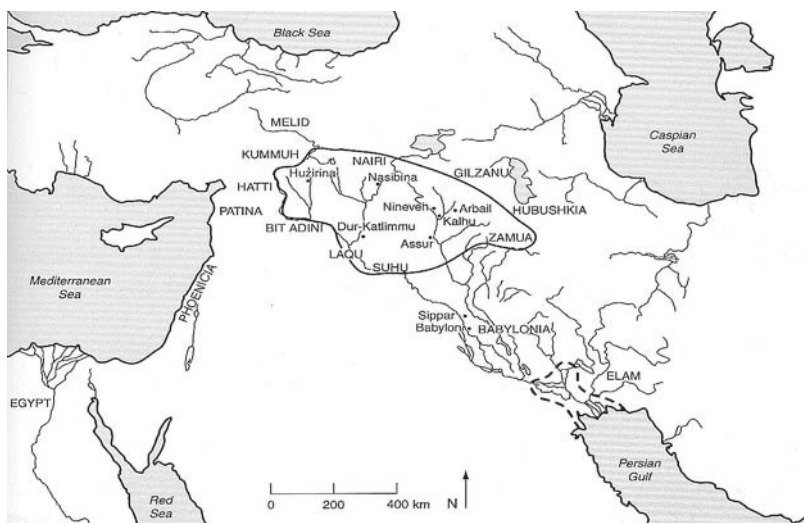 Black Sea
Caspian
Sea
MELID
KUMMUH
NAIRI
Huzirina
Nasibina
GILZANU
HATTI
Nineveh
Arbail
HUBUSHKIA
PATINA
Kalhu
BIT ADINI
Dur-Katlimmu
Assur
ZAMUA
LAQU
SUHU
Mediterranean
Sea
PHOENICIA
Sippar
Babylon
BABYLONIA
ELAM
EGYPT
Red
Sea
Persian
Gulf
0 200 400 km
N